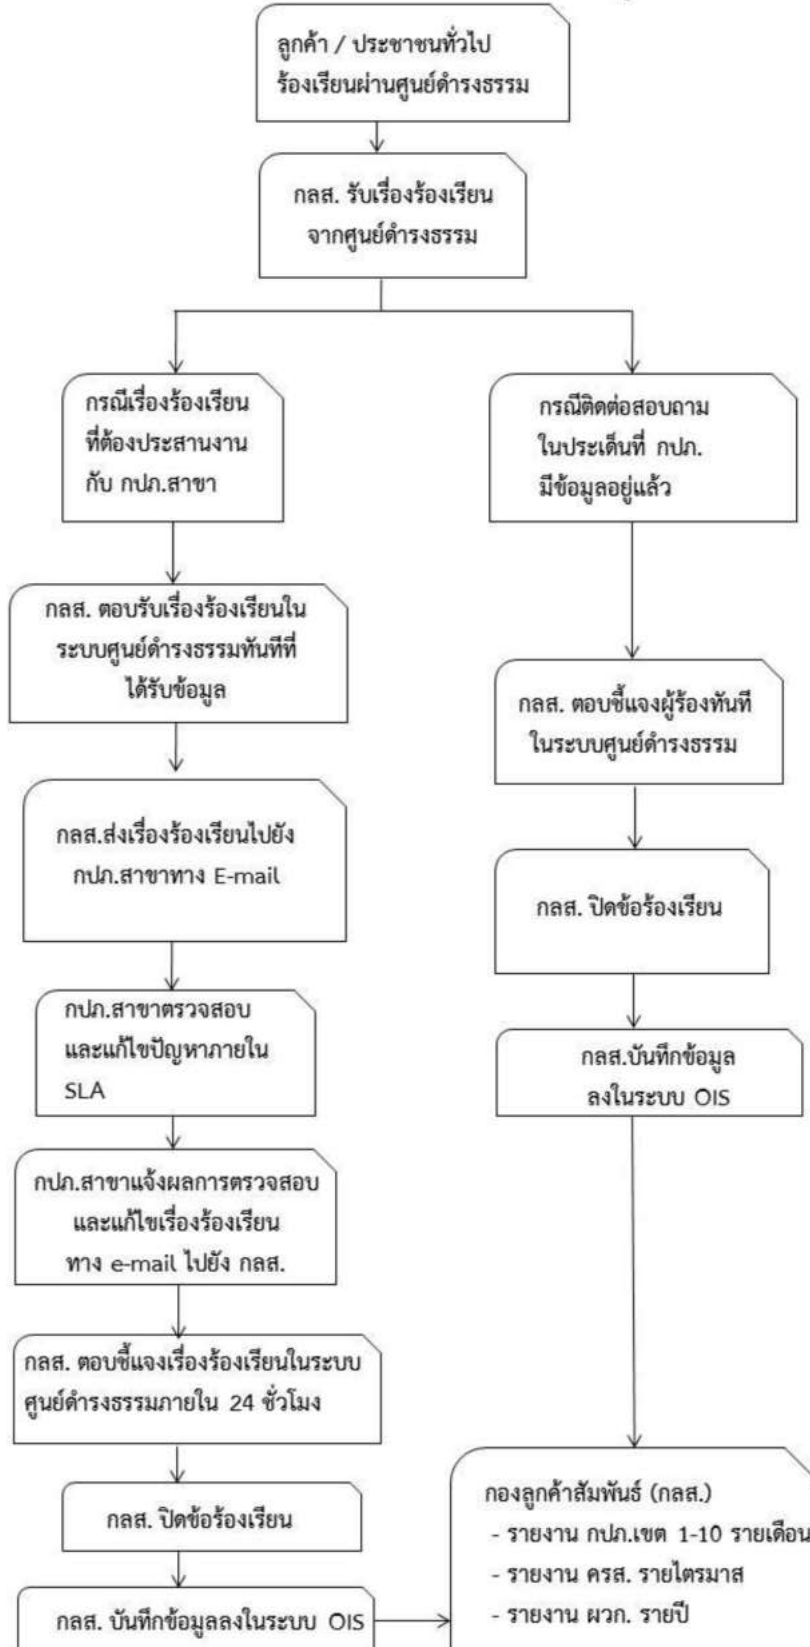 ลูกค้า / ประชาชนทั่วไป
ร้องเรียนผ่านศูนย์ดำรงธรรม
กลส. รับเรื่องร้องเรียน
จากศูนย์ดำรงธรรม
กรณีเรื่องร้องเรียน
ที่ต้องประสานงาน
กับ กปภ.สาขา
กลส. ตอบรับเรื่องร้องเรียนใน
ระบบศูนย์ดำรงธรรมทันทีที่
ได้รับข้อมูล
กลส.ส่งเรื่องร้องเรียนไปยัง
กปภ.สาขาทาง E-mail
กปภ.สาขาตรวจสอบ
และแก้ไขปัญหาภายใน
SLA
กปภ.สาขาแจ้งผลการตรวจสอบ
และแก้ไขเรื่องร้องเรียน
ทาง e-mail ไปยัง กลส.
กลส. ตอบชี้แจงเรื่องร้องเรียนในระบบ
ศูนย์ดำรงธรรมภายใน 24 ชั่วโมง
กลส. ปิดข้อร้องเรียน
กลส. บันทึกข้อมูลลงในระบบ OIS
กรณีติดต่อสอบถาม
ในประเด็นที่ กปภ.
มีข้อมูลอยู่แล้ว
กลส. ตอบชี้แจงผู้ร้องทันที
ในระบบศูนย์ดำรงธรรม
กลส. ปิดข้อร้องเรียน
กลส.บันทึกข้อมูล
ลงในระบบ OIS
กองลูกค้าสัมพันธ์ (กลส.)
- รายงาน กปภ.เขต 1-10 รายเดือน
- รายงาน ครส. รายไตรมาส
- รายงาน ผวก. รายปี